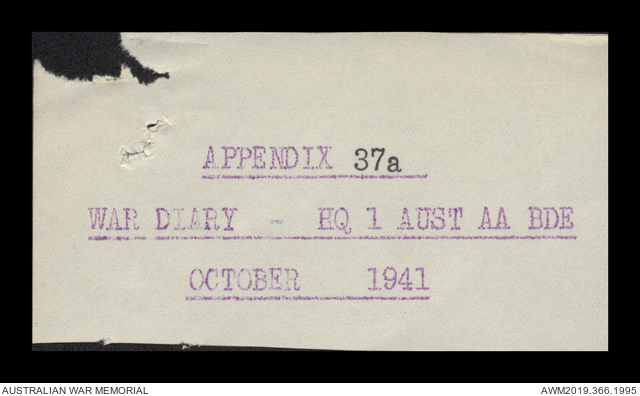 APPENDIX 37a
WAR DIARY - HQ 1 AUST AA BDE
OCTOBER 1941
AUSTRALIAN WAR MEMORIAL
AWM2019.366.1995